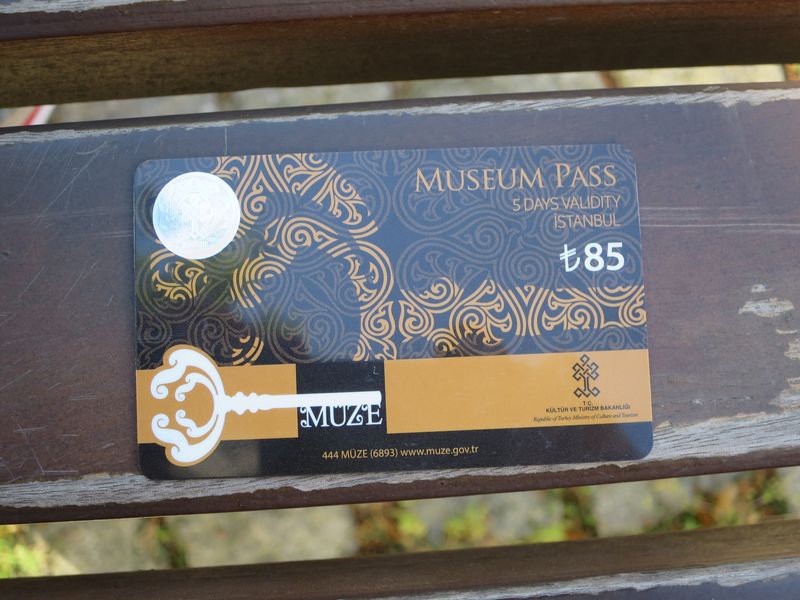 MUSEUM PASS
5 DAYS VALIDITY
İSTANBUL
₺85
MÜZE
T.C.
KÜLTÜR VE TURİZM BAKANLIĞI
Republic of Turkey Ministry of Culture and Tourism
444 MÜZE (6893) www.muze.gov.tr